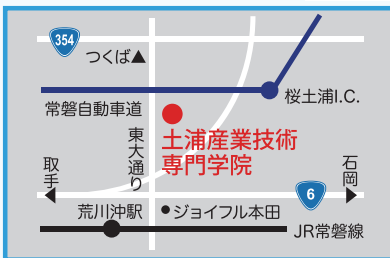 354
つくば▲
常磐自動車道
桜土浦I.C.
東大通り
土浦産業技術
専門学院
取手
石岡
6
荒川沖駅
●ジョイフル本田
JR常磐線